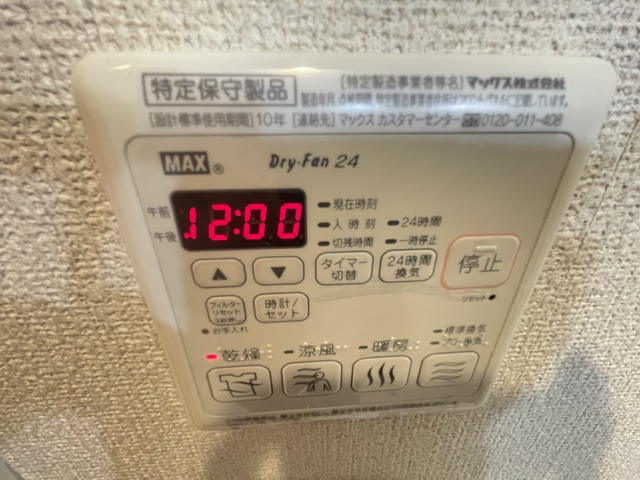 特定保守製品 [特定製造事業者等名] マックス株式会社
[設計標準使用期間] 10年 [連絡先] マックス カスタマーセンター 0120-011-408
MAX® Dry-Fan 24
午前
午後
12:00
現在時刻
入時刻 24時間
切残時間 一時停止
▲ ▼ タイマー切替 24時間換気 停止
リセット
フィルターリセット 時計/セット
お手入れ
標準換気
乾燥 涼風 暖房